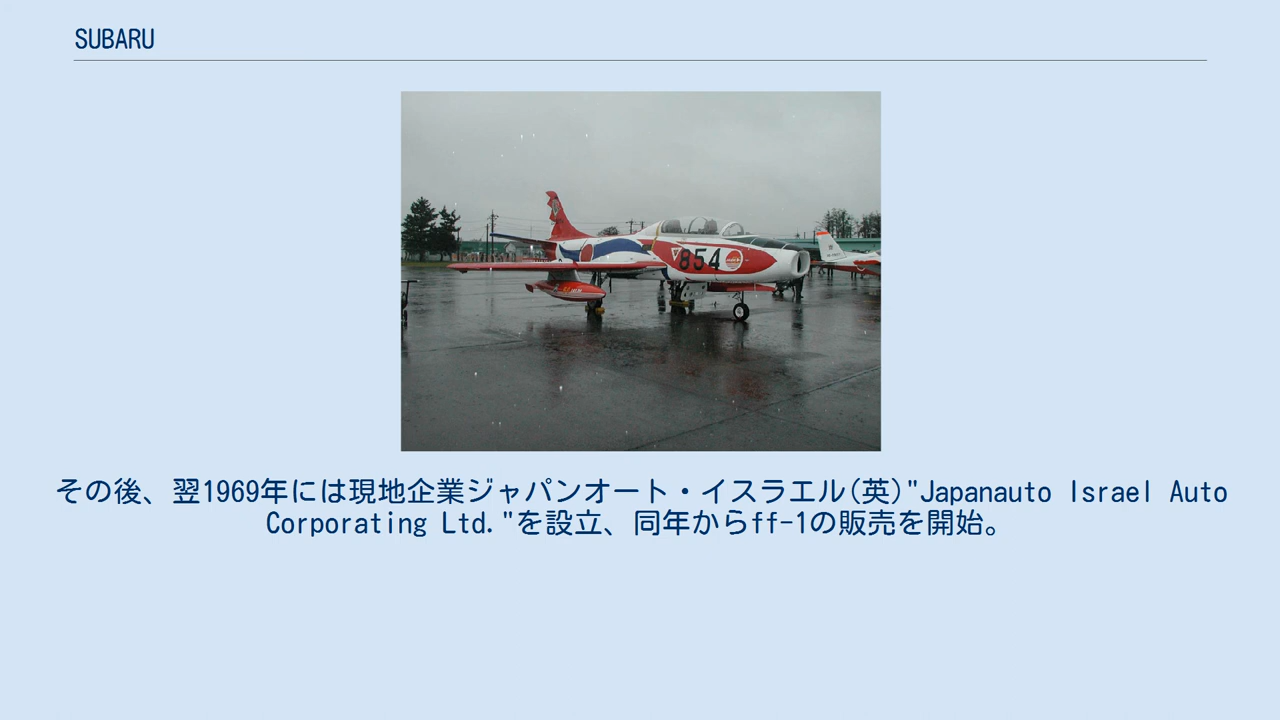 SUBARU
854
その後、翌1969年には現地企業ジャパンオート・イスラエル(英)"Japanauto Israel Auto
Corporating Ltd."を設立、同年からff-1の販売を開始。